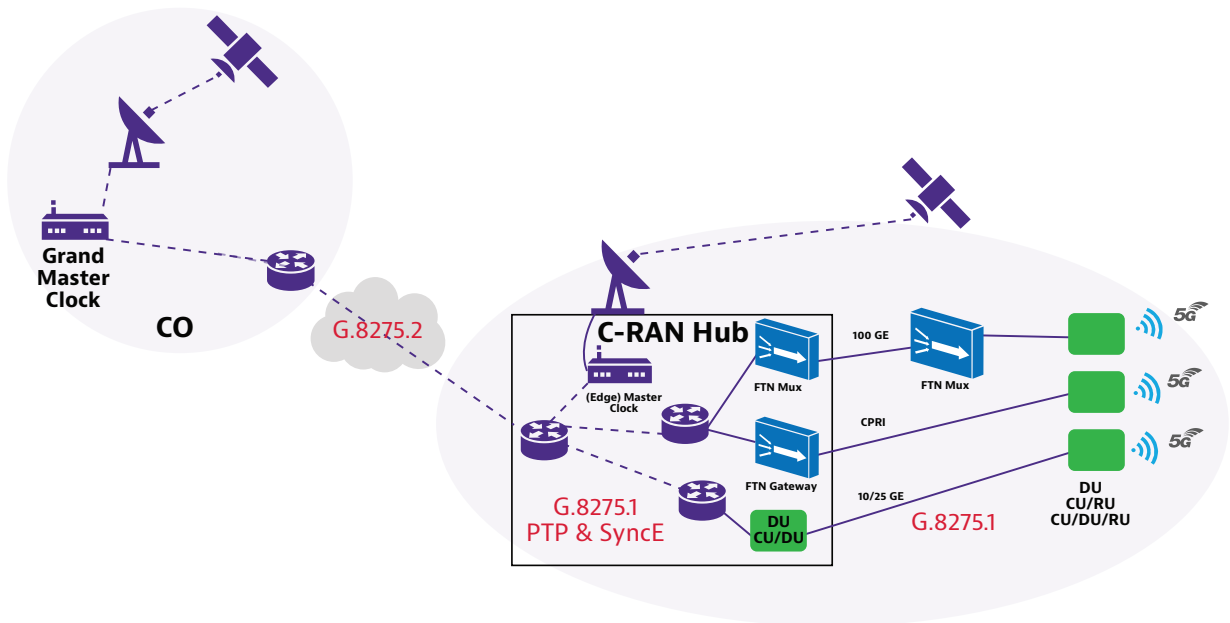 Grand
Master
Clock
CO
G.8275.2
C-RAN Hub
(Edge) Master
Clock
FTN Mux
100 GE
FTN Mux
5G
CPRI
5G
FTN Gateway
5G
10/25 GE
G.8275.1
PTP & SyncE
DU
CU/DU
G.8275.1
DU
CU/RU
CU/DU/RU